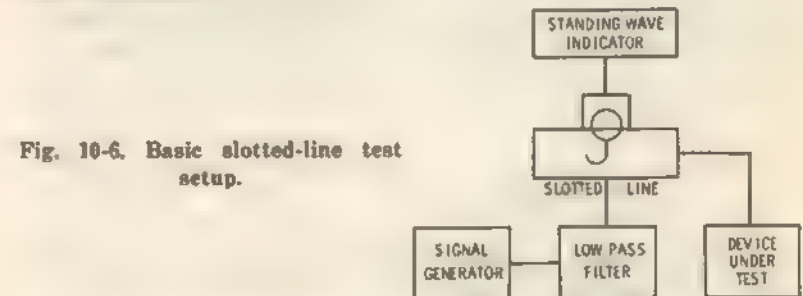 Fig. 10-6. Basic slotted-line test
setup.
STANDING WAVE
INDICATOR
SLOTTED LINE
SIGNAL
GENERATOR
LOW PASS
FILTER
DEVICE
UNDER
TEST